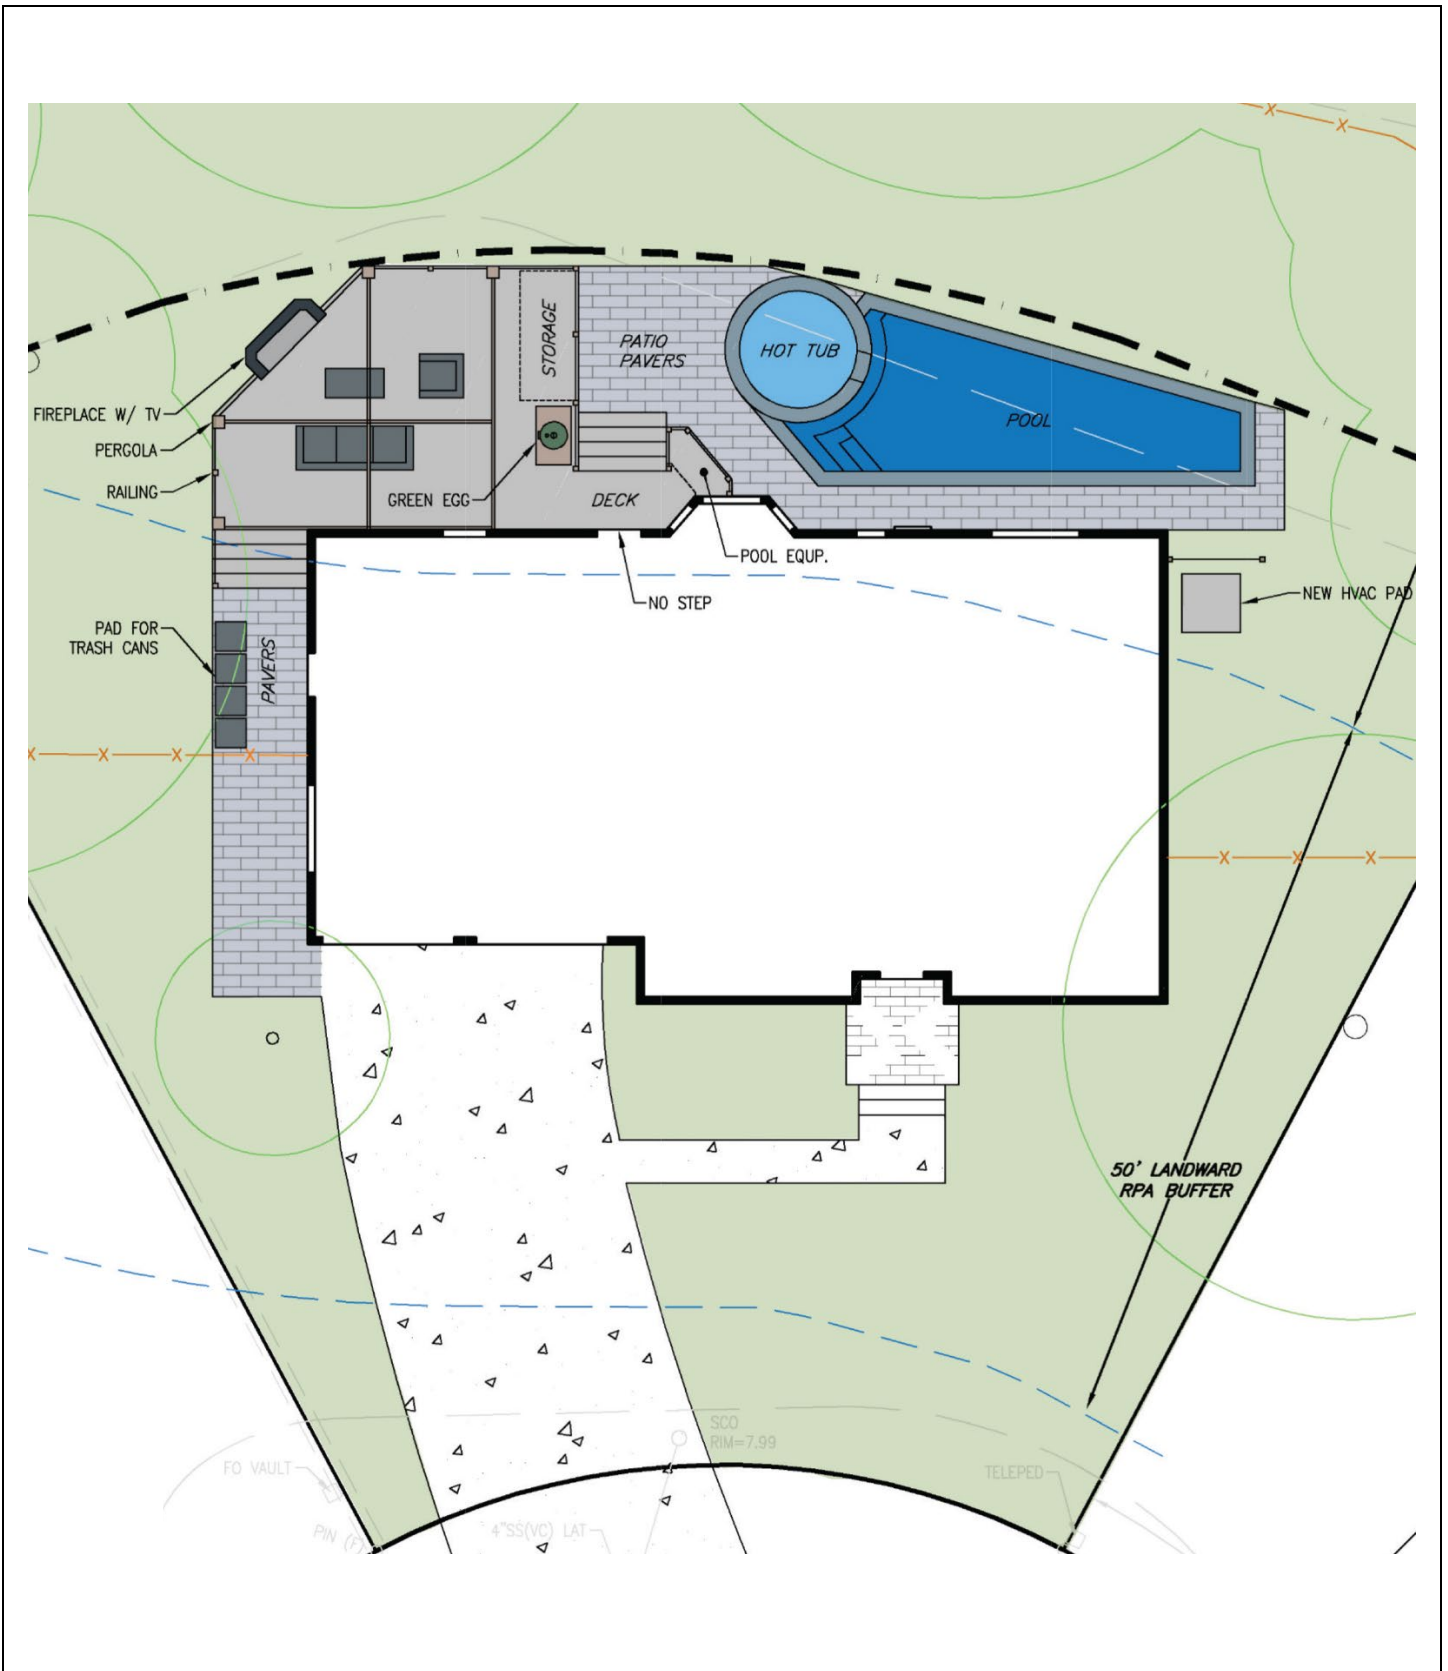 STORAGE
PATIO
PAVERS
HOT TUB
POOL
FIREPLACE W/ TV
PERGOLA
RAILING
GREEN EGG
DECK
POOL EQUP.
NO STEP
NEW HVAC PAD
PAD FOR
TRASH CANS
PAVERS
50' LANDWARD
RPA BUFFER
SCO
RIM=7.99
FO VAULT
TELEPED
PIN (F)
4"SS(VC) LAT